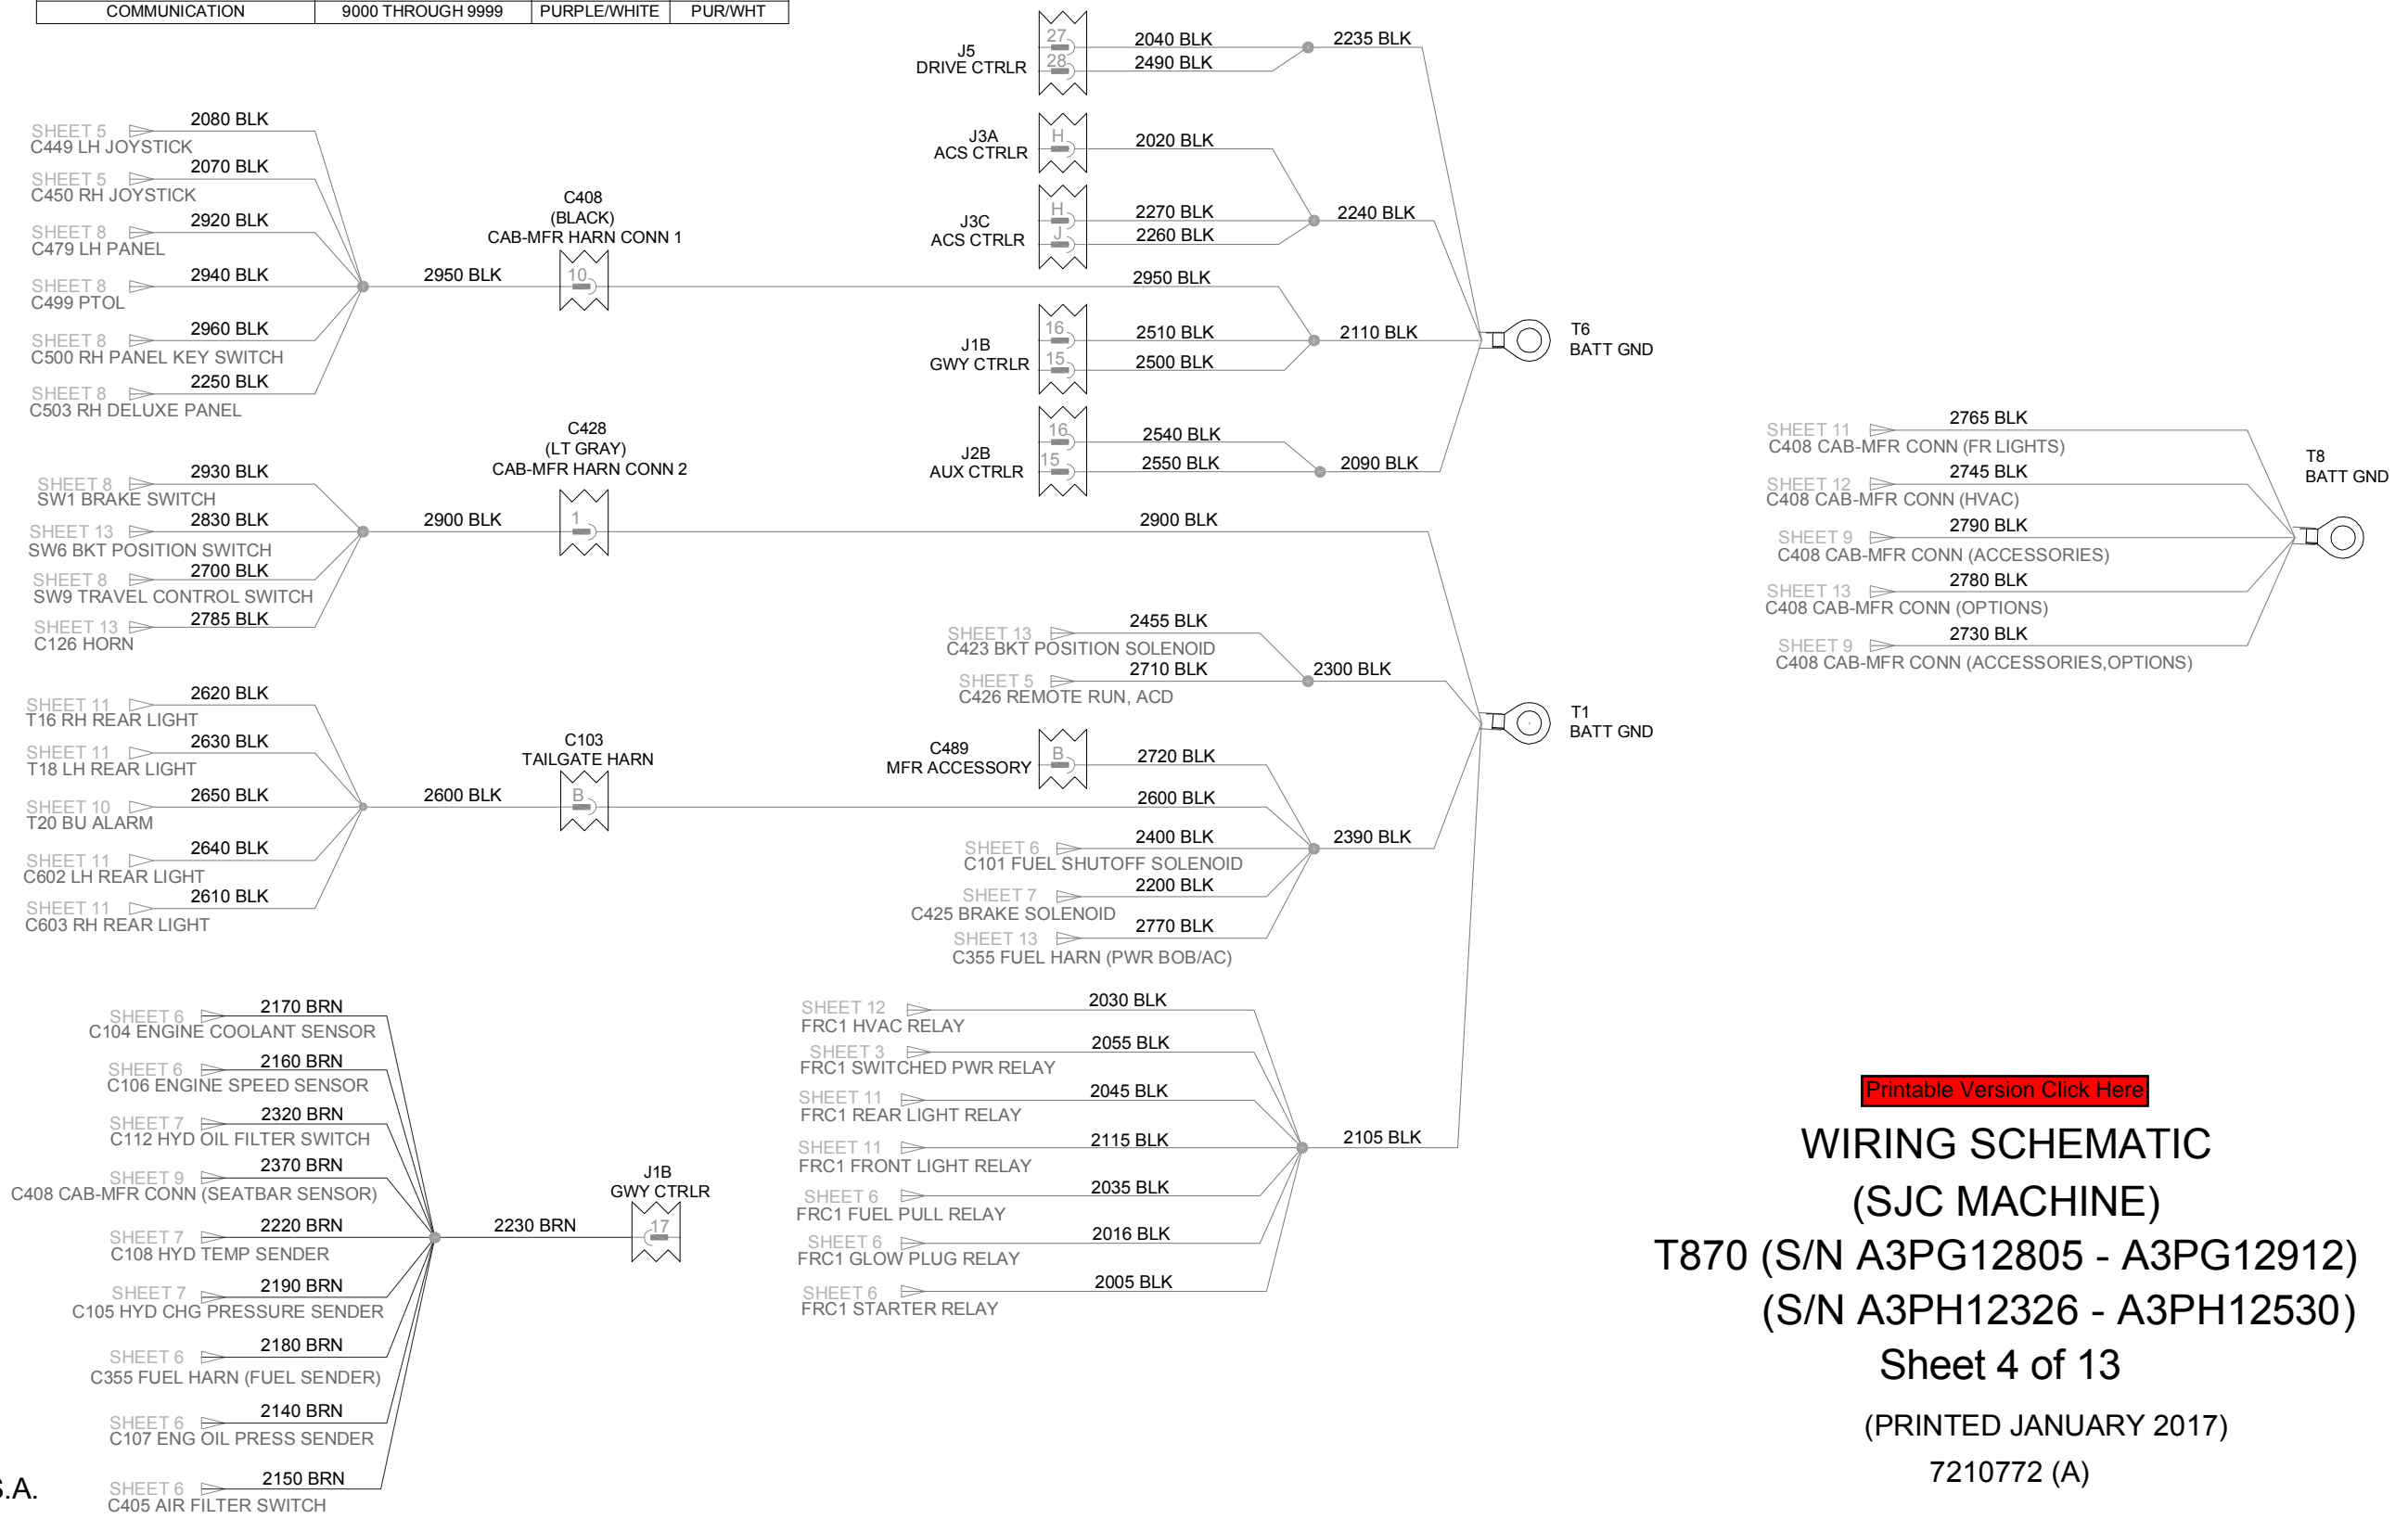 COMMUNICATION 9000 THROUGH 9999 PURPLE/WHITE PUR/WHT
2080 BLK
SHEET 5
C449 LH JOYSTICK
2070 BLK
SHEET 5
C450 RH JOYSTICK
2920 BLK
SHEET 8
C479 LH PANEL
2940 BLK
SHEET 8
C499 PTOL
2960 BLK
SHEET 8
C500 RH PANEL KEY SWITCH
2250 BLK
SHEET 8
C503 RH DELUXE PANEL
2950 BLK
C408
(BLACK)
CAB-MFR HARN CONN 1
10
2930 BLK
SHEET 8
SW1 BRAKE SWITCH
2830 BLK
SHEET 13
SW6 BKT POSITION SWITCH
2700 BLK
SHEET 8
SW9 TRAVEL CONTROL SWITCH
2785 BLK
SHEET 13
C126 HORN
2900 BLK
C428
(LT GRAY)
CAB-MFR HARN CONN 2
1
2620 BLK
SHEET 11
T16 RH REAR LIGHT
2630 BLK
SHEET 11
T18 LH REAR LIGHT
2650 BLK
SHEET 10
T20 BU ALARM
2640 BLK
SHEET 11
C602 LH REAR LIGHT
2610 BLK
SHEET 11
C603 RH REAR LIGHT
2600 BLK
C103
TAILGATE HARN
B
2170 BRN
SHEET 6
C104 ENGINE COOLANT SENSOR
2160 BRN
SHEET 6
C106 ENGINE SPEED SENSOR
2320 BRN
SHEET 7
C112 HYD OIL FILTER SWITCH
2370 BRN
SHEET 9
C408 CAB-MFR CONN (SEATBAR SENSOR)
2220 BRN
SHEET 7
C108 HYD TEMP SENDER
2190 BRN
SHEET 7
C105 HYD CHG PRESSURE SENDER
2180 BRN
SHEET 6
C355 FUEL HARN (FUEL SENDER)
2140 BRN
SHEET 6
C107 ENG OIL PRESS SENDER
2150 BRN
SHEET 6
C405 AIR FILTER SWITCH
S.A.
2230 BRN
J1B
GWY CTRLR
17
J5
DRIVE CTRLR
27
28
2040 BLK
2490 BLK
2235 BLK
J3A
ACS CTRLR
H
2020 BLK
J3C
ACS CTRLR
H
J
2270 BLK
2260 BLK
2240 BLK
2950 BLK
J1B
GWY CTRLR
16
15
2510 BLK
2500 BLK
2110 BLK
J2B
AUX CTRLR
16
15
2540 BLK
2550 BLK
2090 BLK
T6
BATT GND
2900 BLK
2455 BLK
SHEET 13
C423 BKT POSITION SOLENOID
2710 BLK
SHEET 5
C426 REMOTE RUN, ACD
2300 BLK
C489
MFR ACCESSORY
B
2720 BLK
2600 BLK
2400 BLK
SHEET 6
C101 FUEL SHUTOFF SOLENOID
2200 BLK
SHEET 7
C425 BRAKE SOLENOID
2770 BLK
SHEET 13
C355 FUEL HARN (PWR BOB/AC)
2390 BLK
T1
BATT GND
2030 BLK
SHEET 12
FRC1 HVAC RELAY
2055 BLK
SHEET 3
FRC1 SWITCHED PWR RELAY
2045 BLK
SHEET 11
FRC1 REAR LIGHT RELAY
2115 BLK
SHEET 11
FRC1 FRONT LIGHT RELAY
2035 BLK
SHEET 6
FRC1 FUEL PULL RELAY
2016 BLK
SHEET 6
FRC1 GLOW PLUG RELAY
2005 BLK
SHEET 6
FRC1 STARTER RELAY
2105 BLK
2765 BLK
SHEET 11
C408 CAB-MFR CONN (FR LIGHTS)
2745 BLK
SHEET 12
C408 CAB-MFR CONN (HVAC)
2790 BLK
SHEET 9
C408 CAB-MFR CONN (ACCESSORIES)
2780 BLK
SHEET 13
C408 CAB-MFR CONN (OPTIONS)
2730 BLK
SHEET 9
C408 CAB-MFR CONN (ACCESSORIES,OPTIONS)
T8
BATT GND
Printable Version Click Here
WIRING SCHEMATIC
(SJC MACHINE)
T870 (S/N A3PG12805 - A3PG12912)
(S/N A3PH12326 - A3PH12530)
Sheet 4 of 13
(PRINTED JANUARY 2017)
7210772 (A)